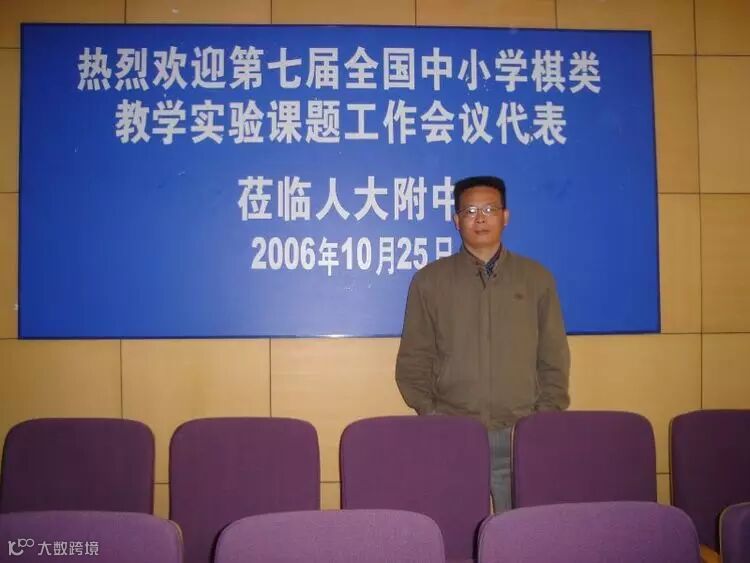 热烈欢迎第七届全国中小学棋类
教学实验课题工作会议代表
莅临人大附中
2006年10月25日
大数跨境